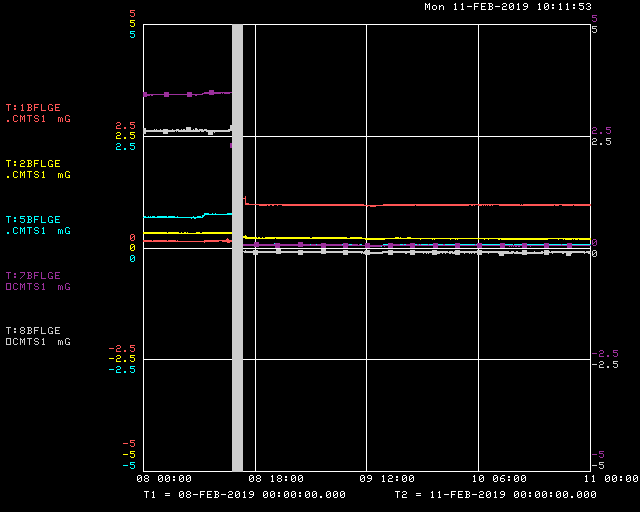 Mon 11-FEB-2019 10:11:53
5
5
5
5
5
T:1BFLGE
.CMTS1 mG
2.5
2.5
2.5
2.5
2.5
T:2BFLGE
.CMTS1 mG
T:5BFLGE
.CMTS1 mG
0
0
0
0
0
T:7BFLGE
▯CMTS1 mG
T:8BFLGE
▯CMTS1 mG
-2.5
-2.5
-2.5
-2.5
-2.5
-5
-5
-5
-5
-5
08 00:00 08 18:00 09 12:00 10 06:00 11 00:00
T1 = 08-FEB-2019 00:00:00.000 T2 = 11-FEB-2019 00:00:00.000